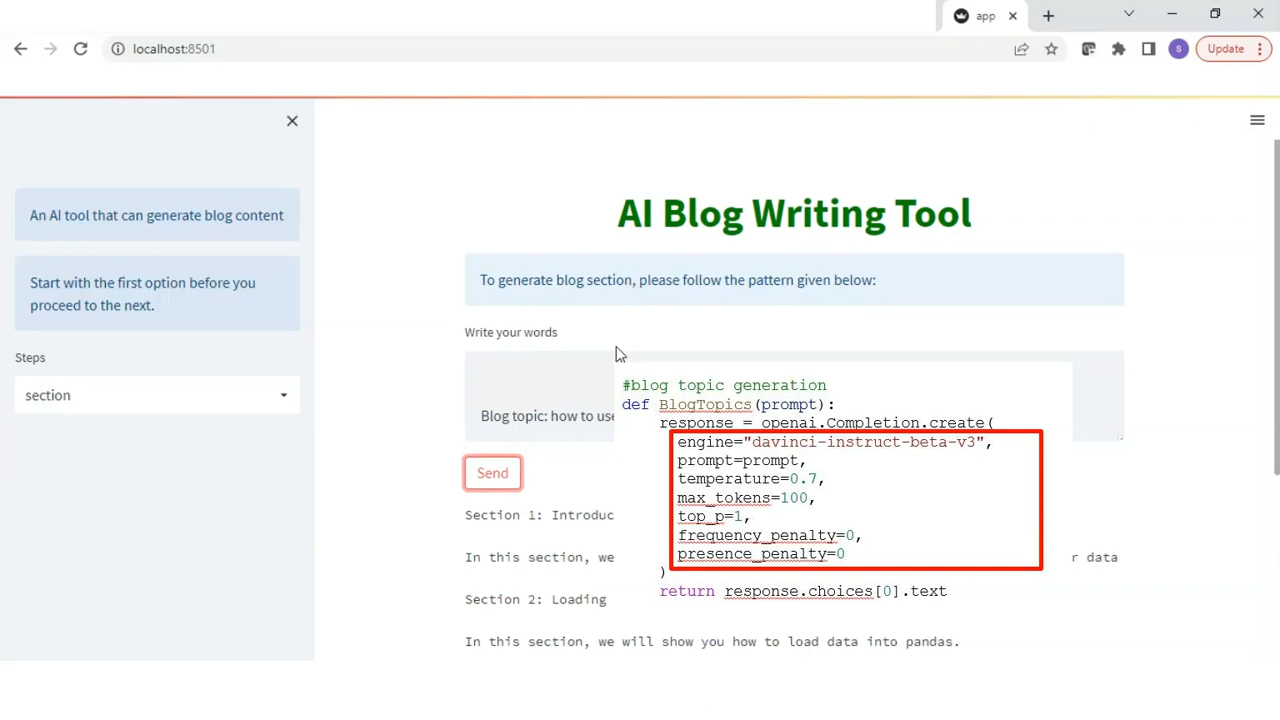 app
localhost:8501
S
Update
An AI tool that can generate blog content
Start with the first option before you
proceed to the next.
Steps
section
AI Blog Writing Tool
To generate blog section, please follow the pattern given below:
Write your words
Blog topic: how to use
Send
Section 1: Introduc
In this section, we
r data
Section 2: Loading
In this section, we will show you how to load data into pandas.
#blog topic generation
def BlogTopics(prompt):
response = openai.Completion.create(
engine="davinci-instruct-beta-v3",
prompt=prompt,
temperature=0.7,
max_tokens=100,
top_p=1,
frequency_penalty=0,
presence_penalty=0
)
return response.choices[0].text